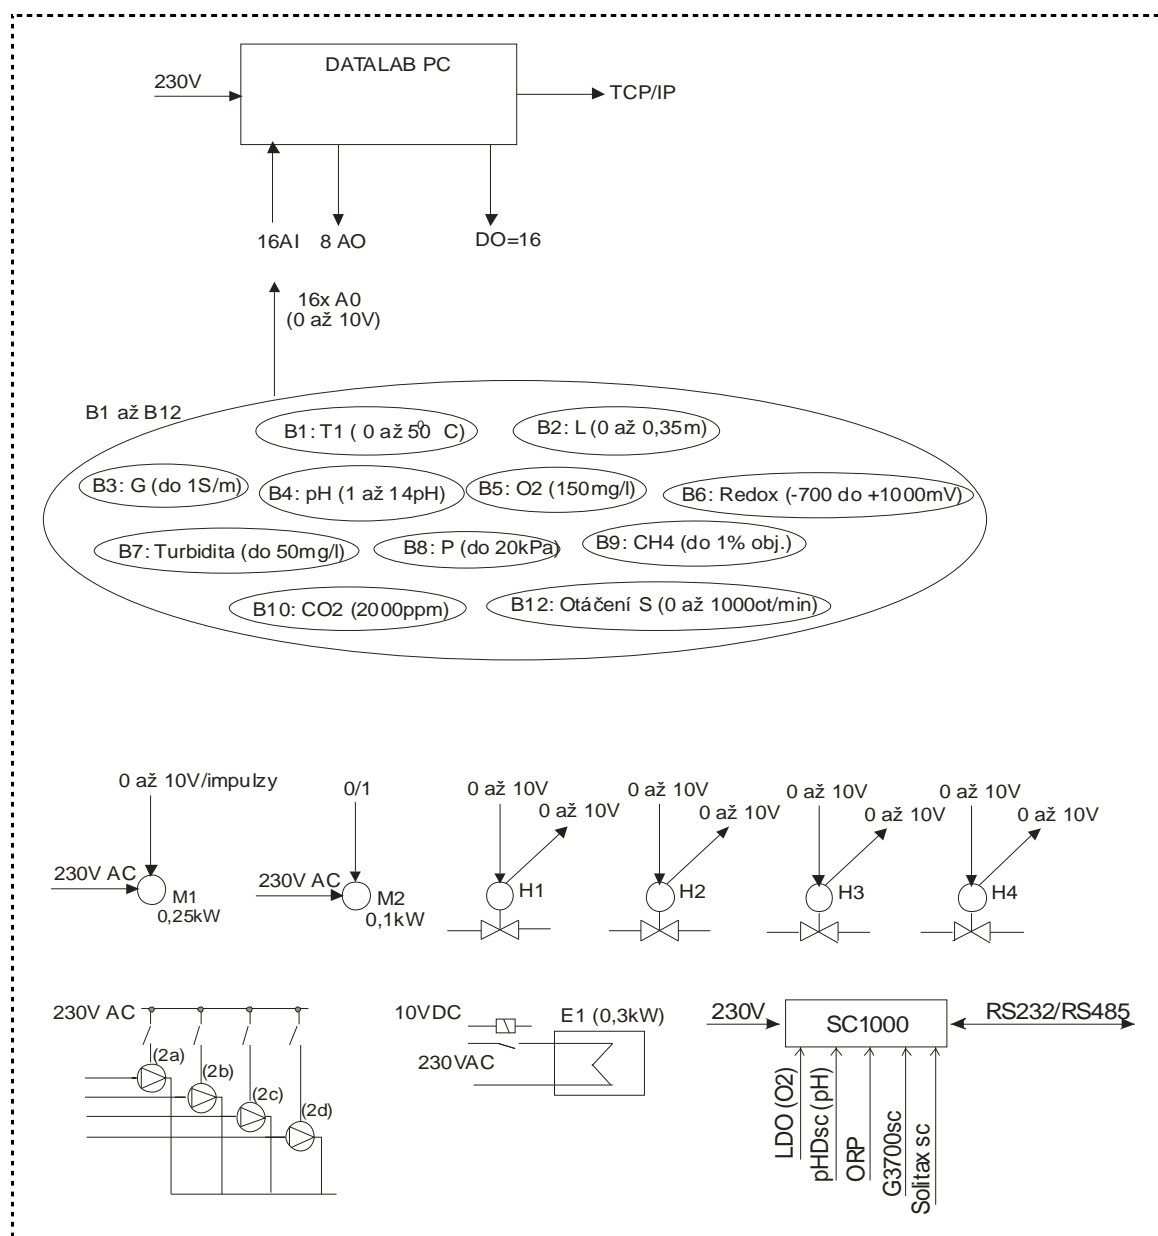 DATALAB PC
230V
TCP/IP
16AI
8 AO
DO=16
16x A0
(0 až 10V)
B1 až B12
B1: T1 ( 0 až 50 0 C)
B2: L (0 až 0,35m)
B3: G (do 1S/m)
B4: pH (1 až 14pH)
B5: O2 (150mg/l)
B6: Redox (-700 do +1000mV)
B7: Turbidita (do 50mg/l)
B8: P (do 20kPa)
B9: CH4 (do 1% obj.)
B10: CO2 (2000ppm)
B12: Otáčení S (0 až 1000ot/min)
0 až 10V/impulzy
230V AC
M1
0,25kW
0/1
230V AC
M2
0,1kW
0 až 10V
0 až 10V
H1
0 až 10V
0 až 10V
H2
0 až 10V
0 až 10V
H3
0 až 10V
0 až 10V
H4
230V AC
(2a)
(2b)
(2c)
(2d)
10VDC
230VAC
E1 (0,3kW)
230V
SC1000
RS232/RS485
LDO (O2)
pHDsc (pH)
ORP
G3700sc
Solitax sc